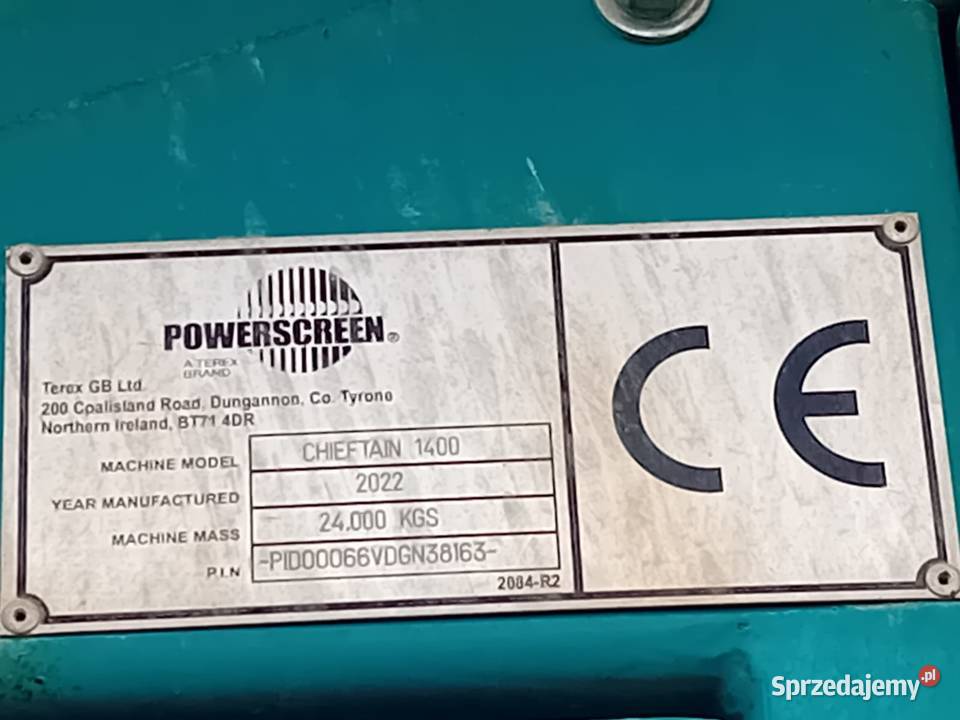 POWERSCREEN®
A TEREX
BRAND
Terex GB Ltd.
200 Coalisland Road, Dungannon, Co. Tyrone
Northern Ireland, BT71 4DR
MACHINE MODEL CHIEFTAIN 1400
YEAR MANUFACTURED 2022
MACHINE MASS 24.000 KGS
P.I.N -PID00066VDGN38163-
2084-R2
CE
Sprzedajemy.pl